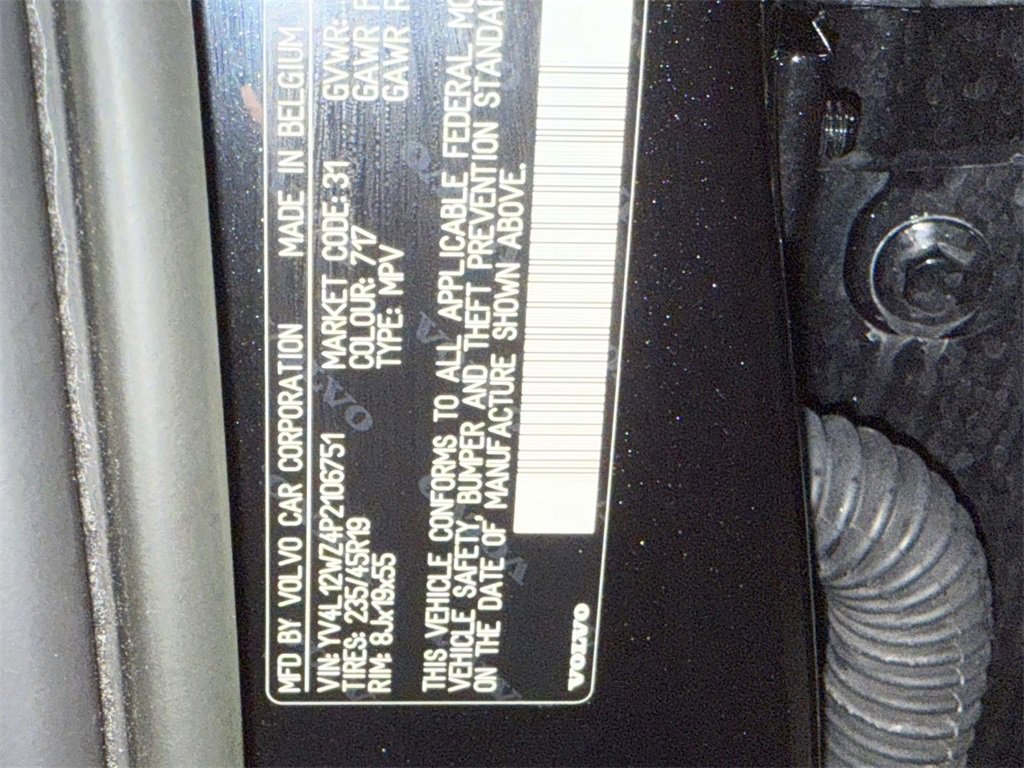 MFD BY VOLVO CAR CORPORATION MADE IN BELGIUM
VIN: YV4L12WZ4P2106751 MARKET CODE: 31 GVWR:
TIRES: 235/45R19 COLOUR: 717 GAWR F
RIM: 8Jx19x55 TYPE: MPV GAWR R
THIS VEHICLE CONFORMS TO ALL APPLICABLE FEDERAL MO
VEHICLE SAFETY, BUMPER AND THEFT PREVENTION STANDAR
ON THE DATE OF MANUFACTURE SHOWN ABOVE.
VOLVO